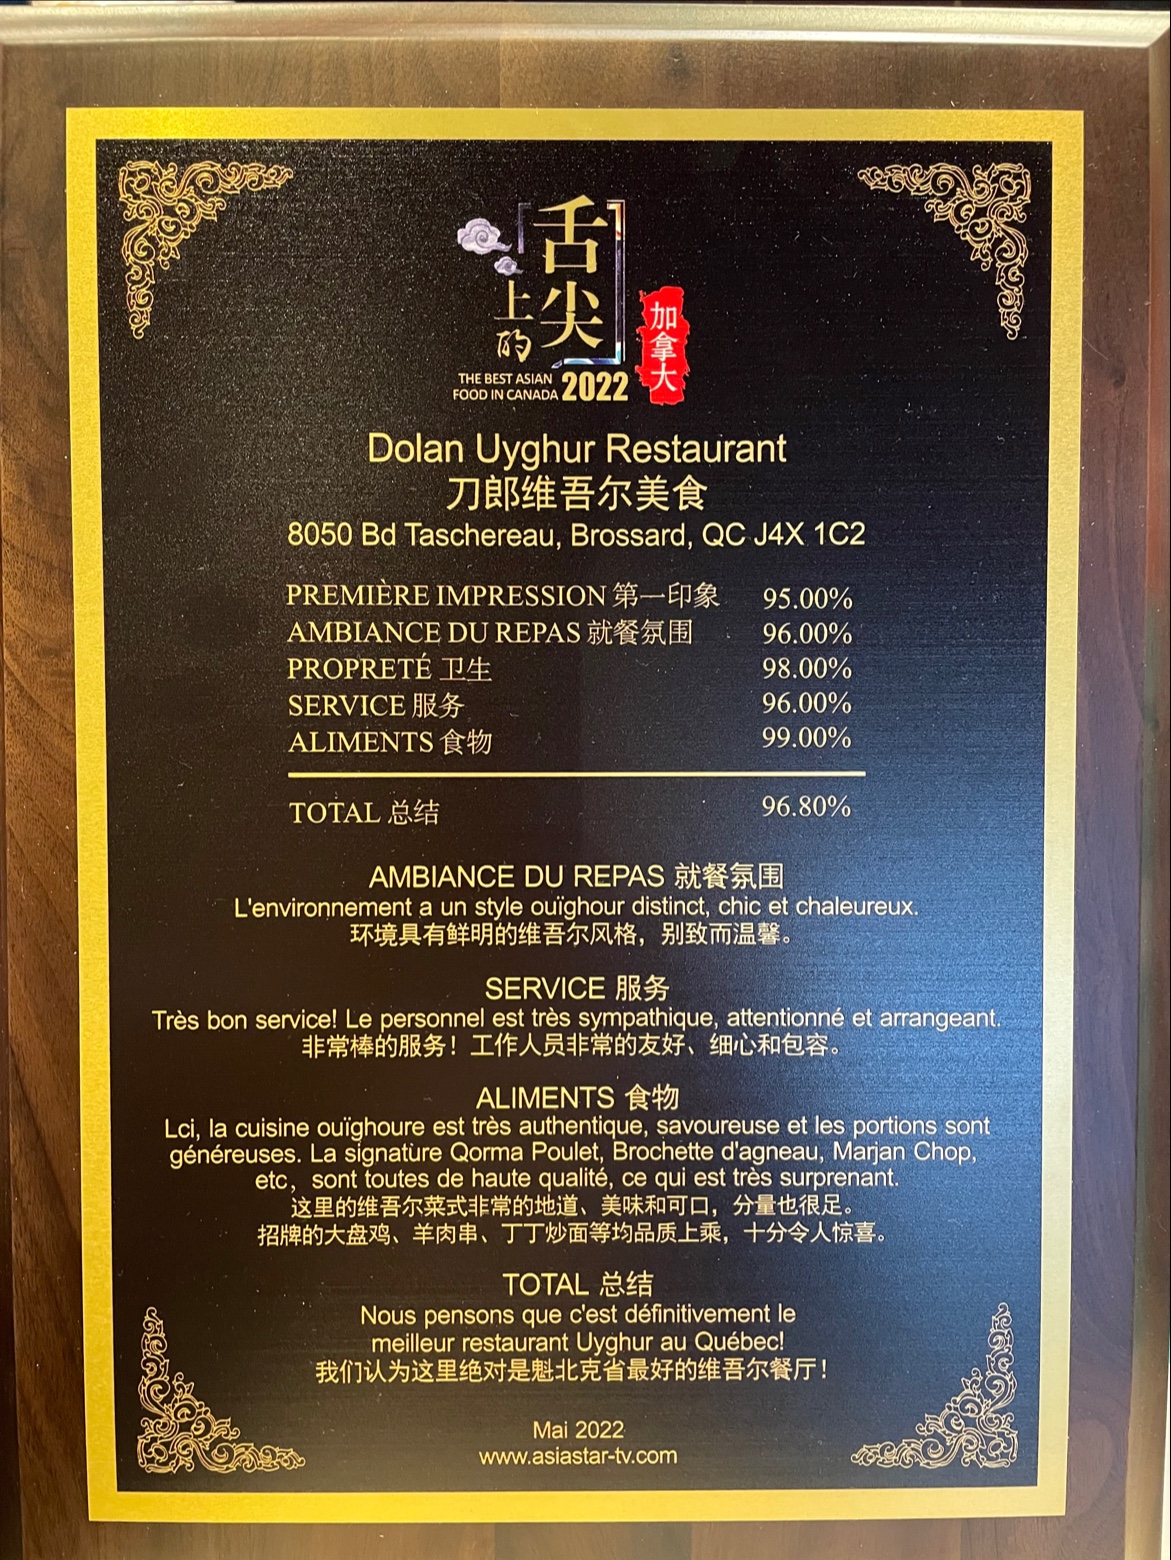 舌尖
上的
加拿大
THE BEST ASIAN
FOOD IN CANADA 2022
Dolan Uyghur Restaurant
刀郎维吾尔美食
8050 Bd Taschereau, Brossard, QC J4X 1C2
PREMIÈRE IMPRESSION 第一印象 95.00%
AMBIANCE DU REPAS 就餐氛围 96.00%
PROPRETÉ 卫生 98.00%
SERVICE 服务 96.00%
ALIMENTS 食物 99.00%
TOTAL 总结 96.80%
AMBIANCE DU REPAS 就餐氛围
L'environnement a un style ouïghour distinct, chic et chaleureux.
环境具有鲜明的维吾尔风格，别致而温馨。
SERVICE 服务
Très bon service! Le personnel est très sympathique, attentionné et arrangeant.
非常棒的服务！工作人员非常的友好、细心和包容。
ALIMENTS 食物
Lci, la cuisine ouïghoure est très authentique, savoureuse et les portions sont
généreuses. La signature Qorma Poulet, Brochette d'agneau, Marjan Chop,
etc，sont toutes de haute qualité, ce qui est très surprenant.
这里的维吾尔菜式非常的地道、美味和可口，分量也很足。
招牌的大盘鸡、羊肉串、丁丁炒面等均品质上乘，十分令人惊喜。
TOTAL 总结
Nous pensons que c'est définitivement le
meilleur restaurant Uyghur au Québec!
我们认为这里绝对是魁北克省最好的维吾尔餐厅！
Mai 2022
www.asiastar-tv.com